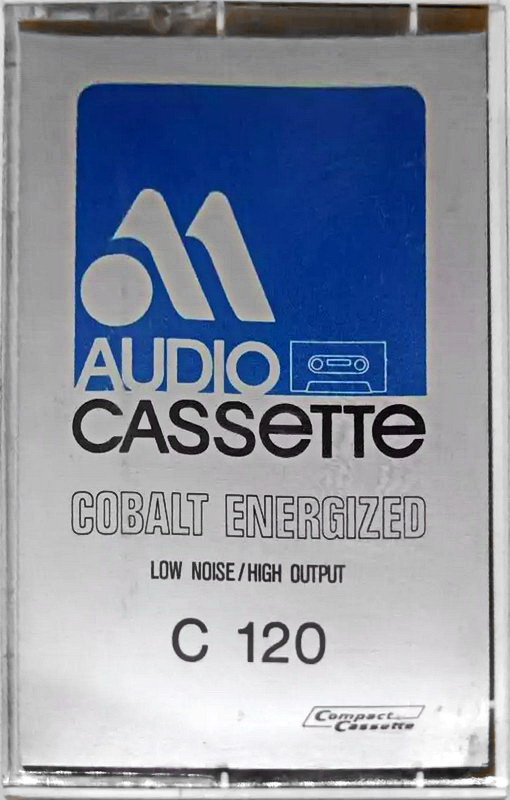 AUDIO
CASSeTTe
COBALT ENERGIZED
LOW NOISE/HIGH OUTPUT
C 120
Compact
Cassette